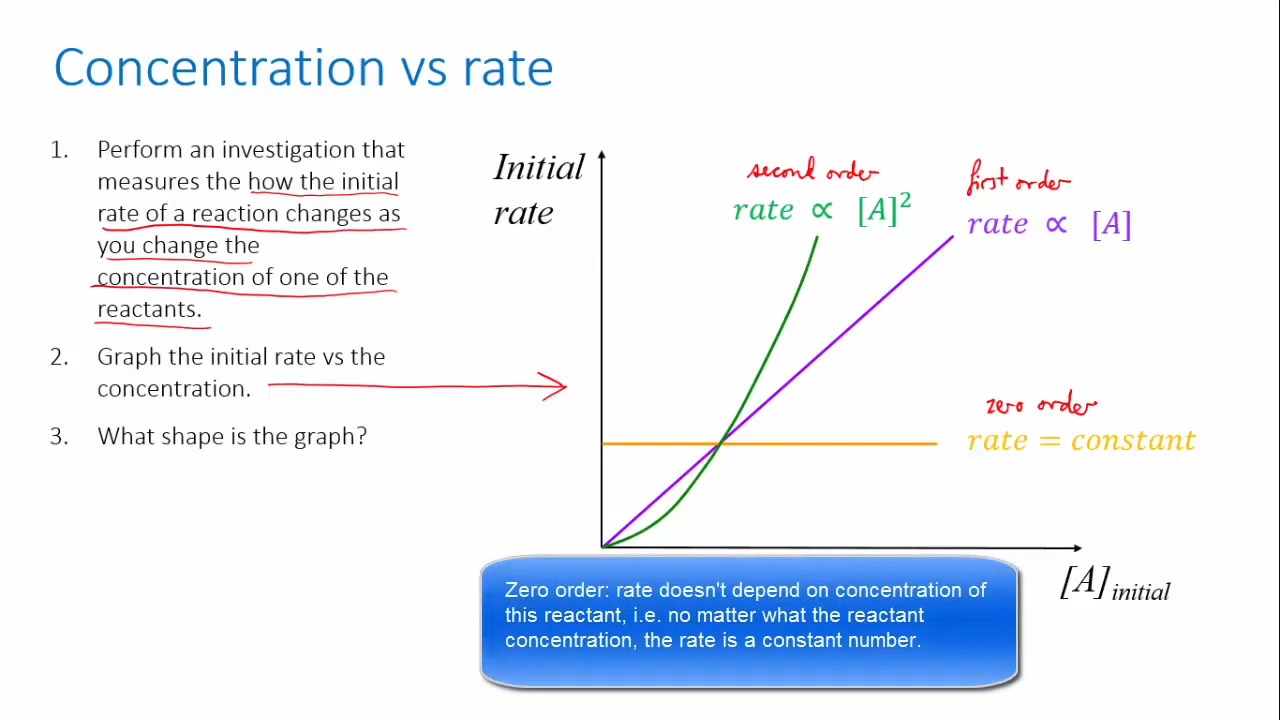 Concentration vs rate
1. Perform an investigation that
measures the how the initial
rate of a reaction changes as
you change the
concentration of one of the
reactants.
2. Graph the initial rate vs the
concentration.
3. What shape is the graph?
Initial
rate
second order
rate ∝ [A]²
first order
rate ∝ [A]
zero order
rate = constant
[A]initial
Zero order: rate doesn't depend on concentration of
this reactant, i.e. no matter what the reactant
concentration, the rate is a constant number.